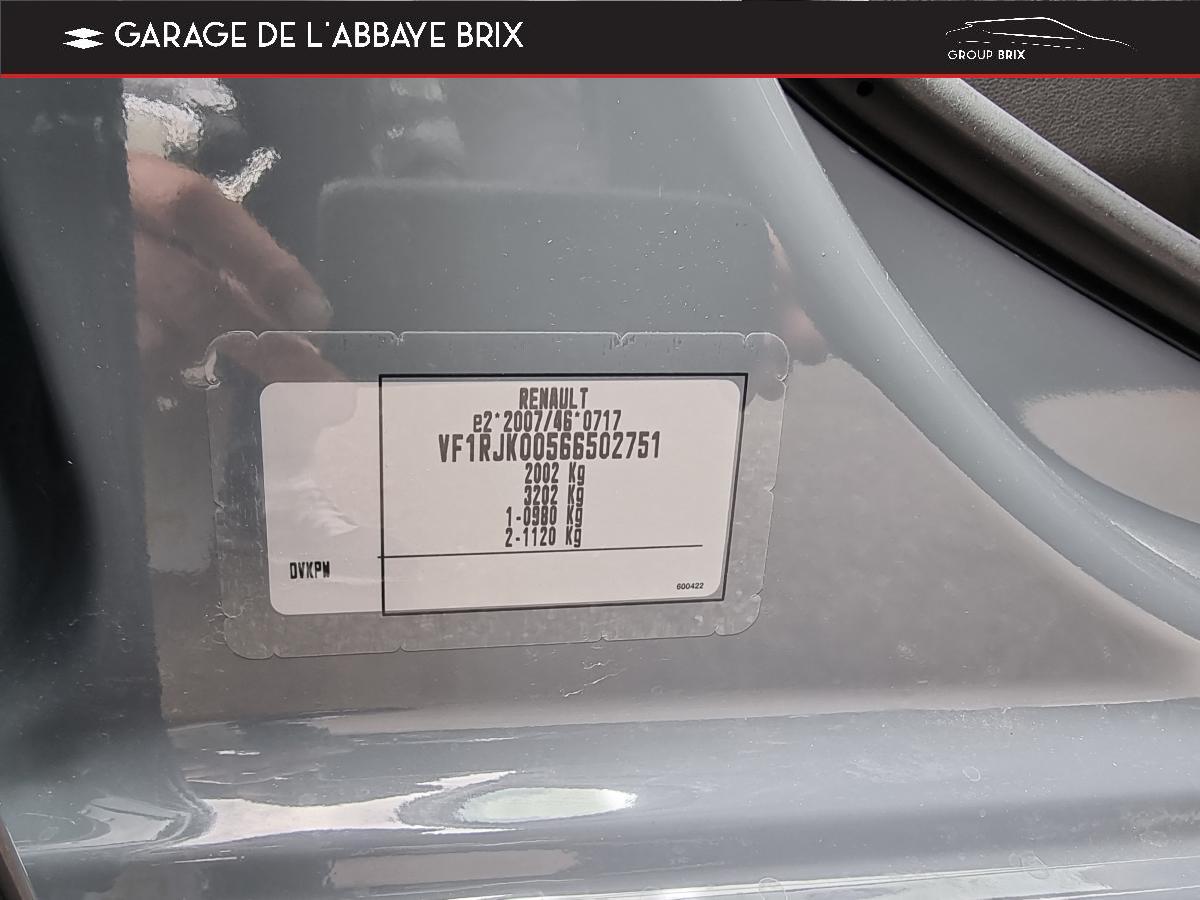 GARAGE DE L'ABBAYE BRIX
GROUP BRIX
RENAULT
e2*2007/46*0717
VF1RJK00566502751
2002 Kg
3202 Kg
1-0980 Kg
2-1120 Kg
DVKPW
600422